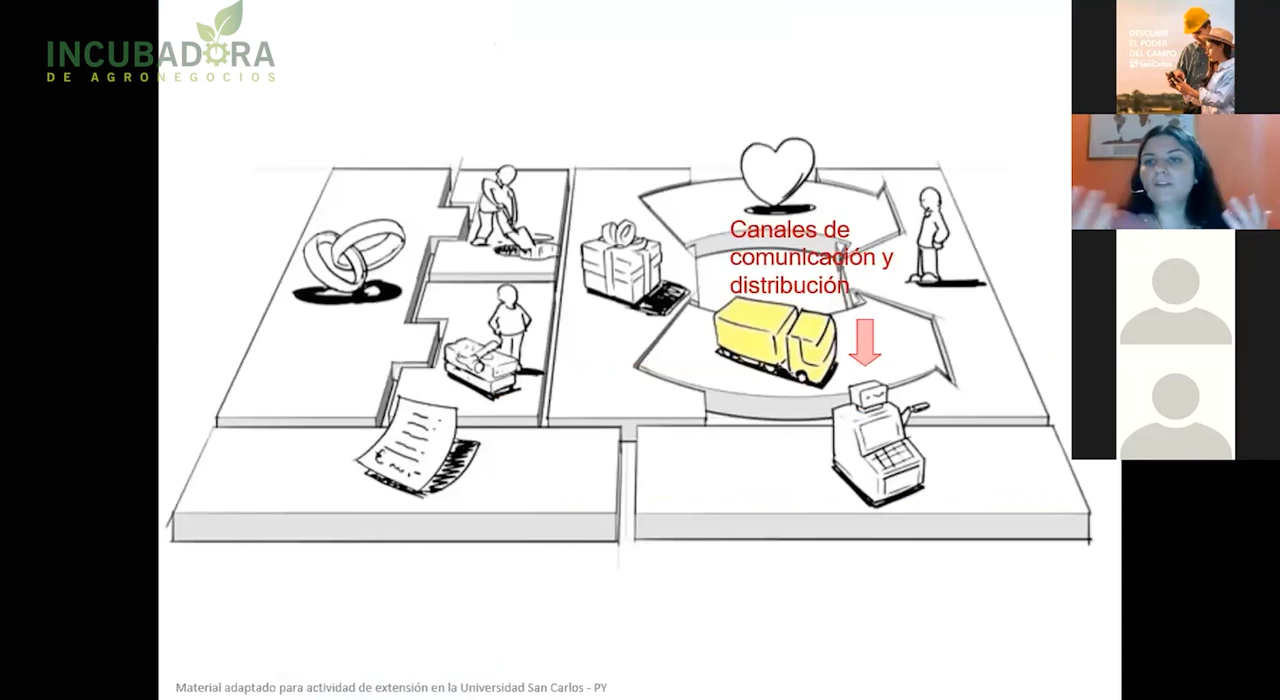 INCUBADORA
DE AGRONEGOCIOS
DESCUBRÍ
EL PODER
DEL CAMPO
San Carlos
Canales de
comunicación y
distribución
Material adaptado para actividad de extensión en la Universidad San Carlos - PY